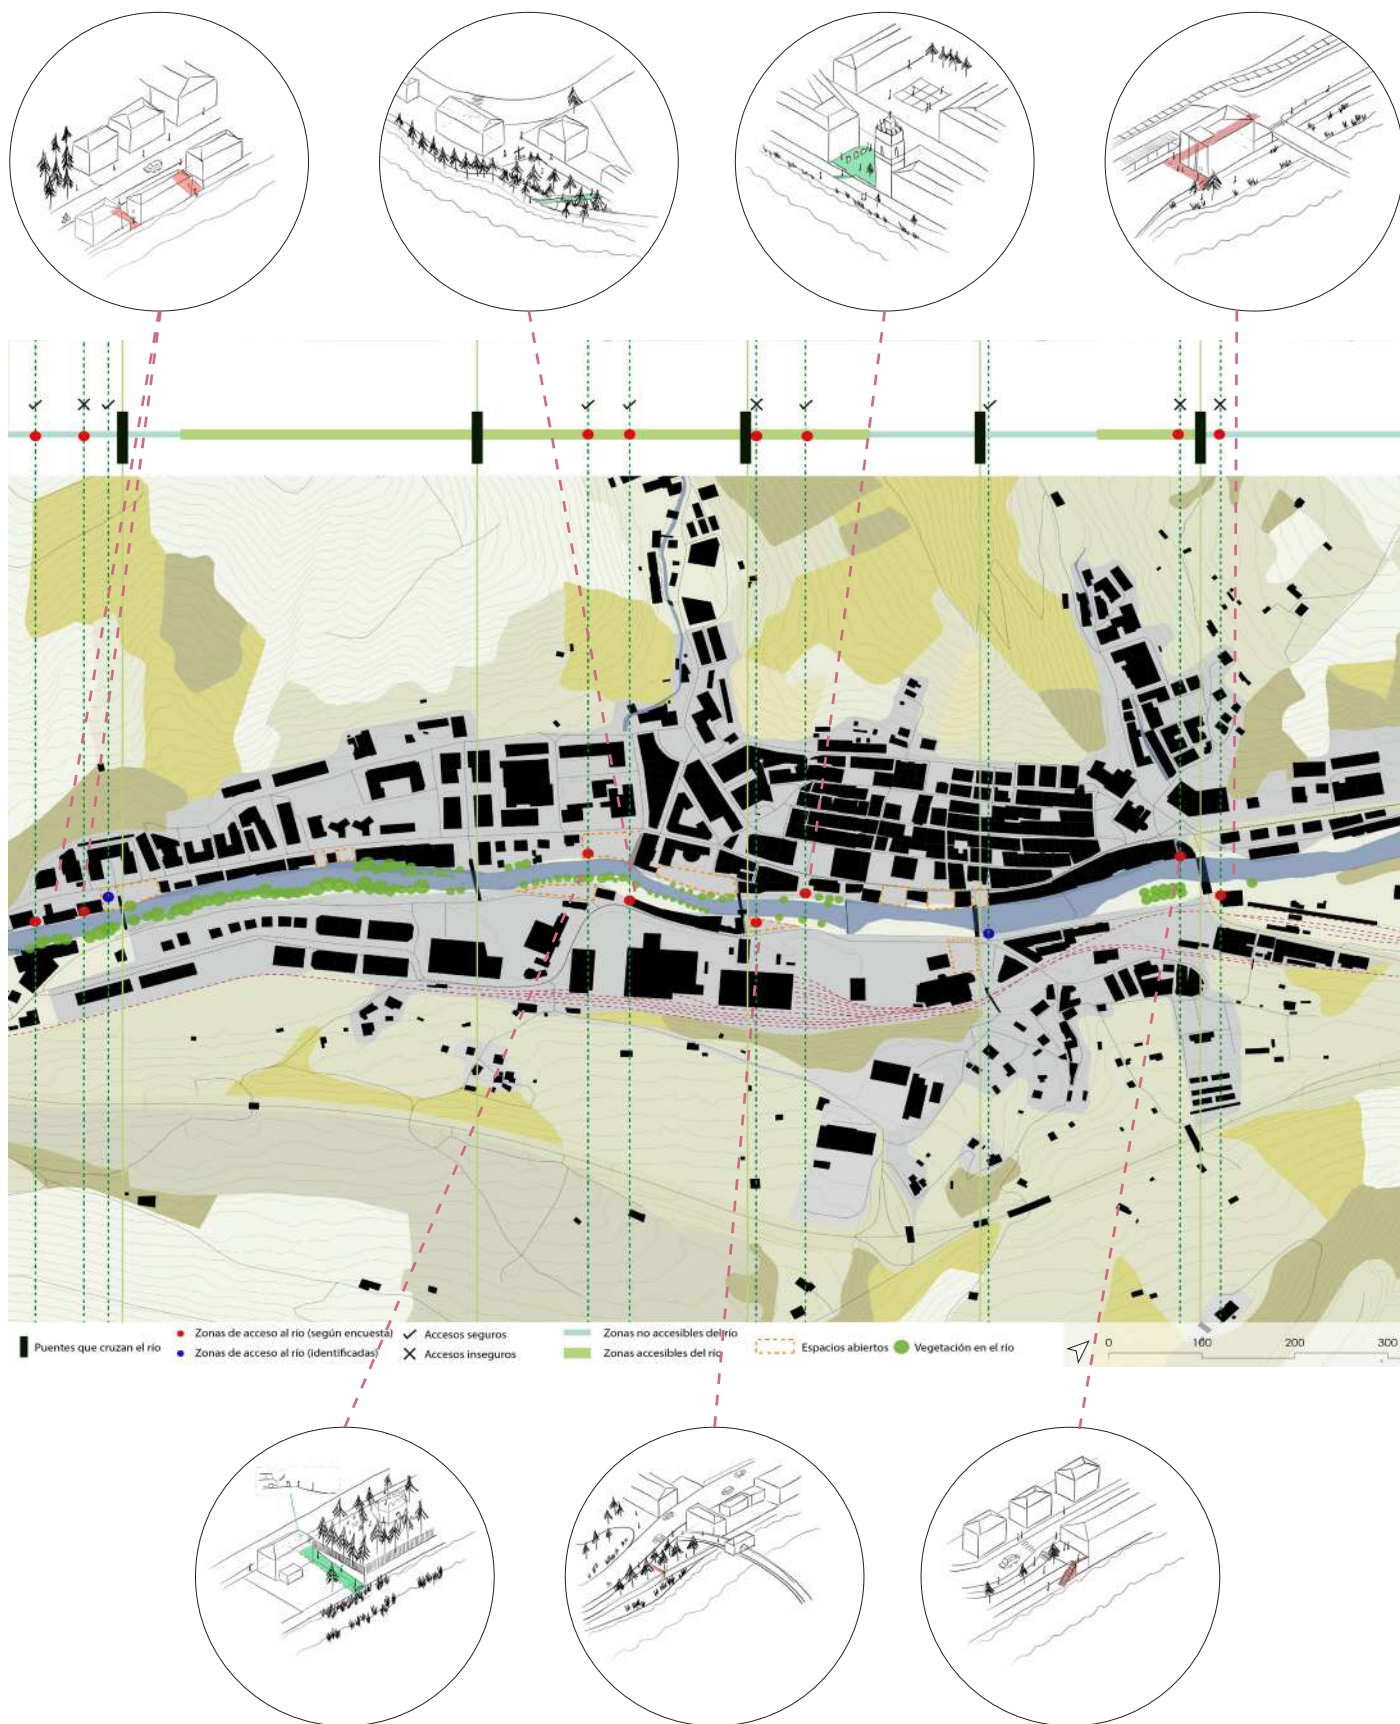 Puentes que cruzan el río
Zonas de acceso al río (según encuesta)
Zonas de acceso al río (identificadas)
Accesos seguros
Accesos inseguros
Zonas no accesibles del río
Zonas accesibles del río
Espacios abiertos
Vegetación en el río
0 100 200 300